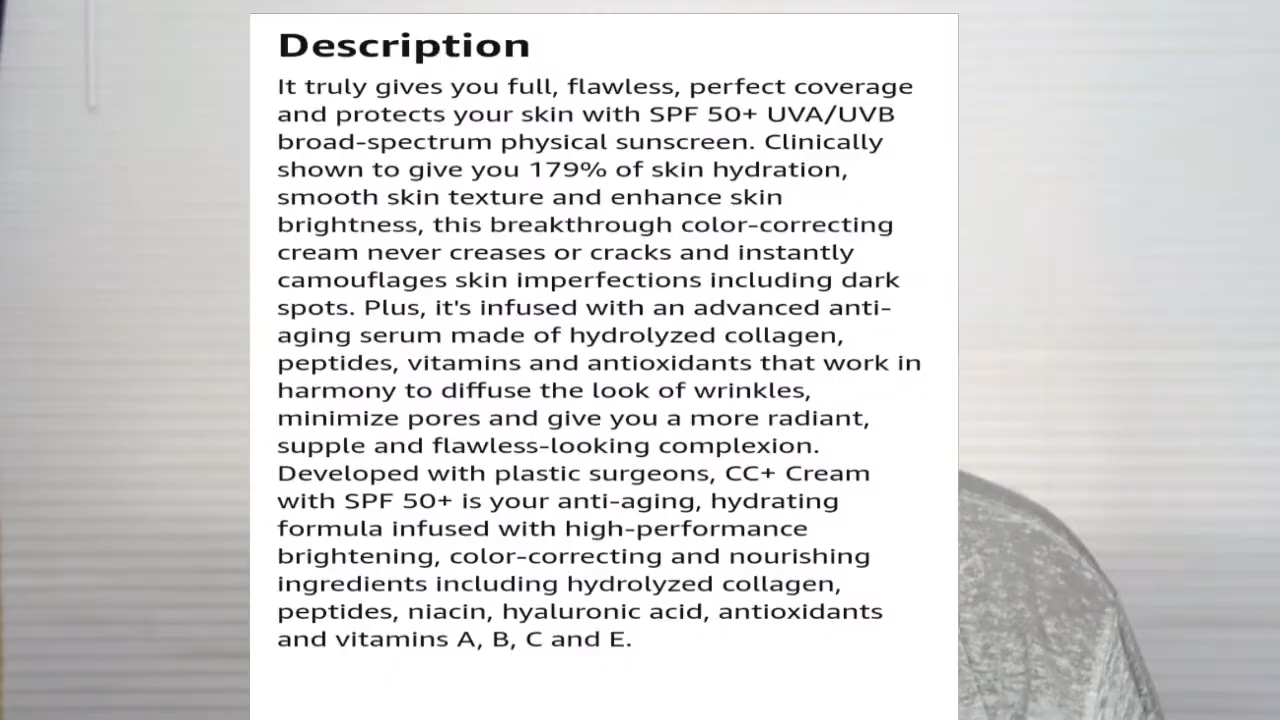 Description
It truly gives you full, flawless, perfect coverage
and protects your skin with SPF 50+ UVA/UVB
broad-spectrum physical sunscreen. Clinically
shown to give you 179% of skin hydration,
smooth skin texture and enhance skin
brightness, this breakthrough color-correcting
cream never creases or cracks and instantly
camouflages skin imperfections including dark
spots. Plus, it's infused with an advanced anti-
aging serum made of hydrolyzed collagen,
peptides, vitamins and antioxidants that work in
harmony to diffuse the look of wrinkles,
minimize pores and give you a more radiant,
supple and flawless-looking complexion.
Developed with plastic surgeons, CC+ Cream
with SPF 50+ is your anti-aging, hydrating
formula infused with high-performance
brightening, color-correcting and nourishing
ingredients including hydrolyzed collagen,
peptides, niacin, hyaluronic acid, antioxidants
and vitamins A, B, C and E.